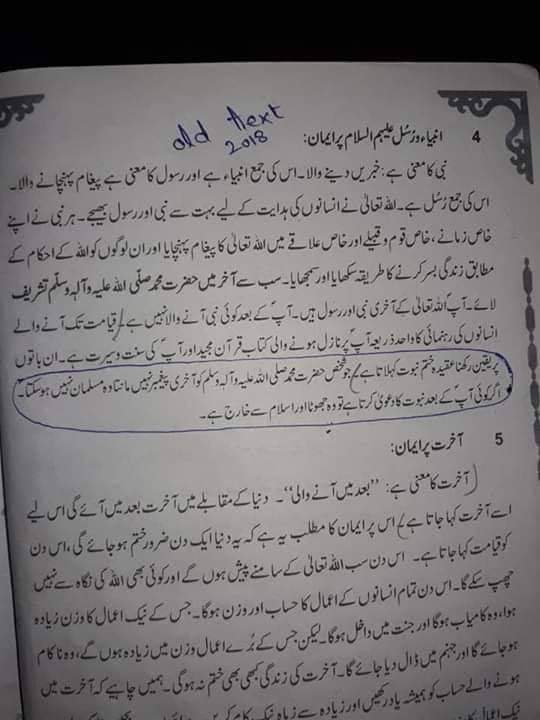 old Text
2018
4 انبیاء و رُسُل علیہم السلام پر ایمان:
نبی کا معنی ہے: خبریں دینے والا۔ اس کی جمع انبیاء ہے اور رسول کا معنی ہے پیغام پہنچانے والا۔
اس کی جمع رُسُل ہے۔ اللہ تعالیٰ نے انسانوں کی ہدایت کے لیے بہت سے نبی اور رسول بھیجے۔ ہر نبی نے اپنے
خاص زمانے، خاص قوم و قبیلے اور خاص علاقے میں اللہ تعالیٰ کا پیغام پہنچایا اور ان لوگوں کو اللہ کے احکام کے
مطابق زندگی بسر کرنے کا طریقہ سکھایا اور سمجھایا۔ سب سے آخر میں حضرت محمد صلّی اللہ علیہ وآلہٖ وسلّم تشریف
لائے۔ آپؐ اللہ تعالیٰ کے آخری نبی اور رسول ہیں۔ آپؐ کے بعد کوئی نبی آنے والا نہیں ہے (قیامت تک آنے والے
انسانوں کی رہنمائی کا واحد ذریعہ آپؐ پر نازل ہونے والی کتاب قرآن مجید اور آپؐ کی سنت و سیرت ہے۔ ان باتوں
پر یقین رکھنا عقیدہ ختم نبوت کہلاتا ہے) جو شخص حضرت محمد صلّی اللہ علیہ وآلہٖ وسلّم کو آخری پیغمبر نہیں مانتا وہ مسلمان نہیں ہوسکتا۔
اگر کوئی آپؐ کے بعد نبوت کا دعویٰ کرتا ہے تو وہ جھوٹا اور اسلام سے خارج ہے۔
5 آخرت پر ایمان:
(آخرت کا معنی ہے: ”بعد میں آنے والی“۔ دنیا کے مقابلے میں آخرت بعد میں آئے گی اس لیے
اسے آخرت کہا جاتا ہے) اس پر ایمان کا مطلب یہ ہے کہ یہ دنیا ایک دن ضرور ختم ہو جائے گی، اس دن
کو قیامت کہا جاتا ہے۔ اس دن سب اللہ تعالیٰ کے سامنے پیش ہوں گے اور کوئی بھی اللہ کی نگاہ سے نہیں
چھپ سکے گا۔ اس دن تمام انسانوں کے اعمال کا حساب اور وزن ہوگا۔ جس کے نیک اعمال کا وزن زیادہ
ہوا، وہ کامیاب ہوگا اور جنت میں داخل ہوگا۔ لیکن جس کے بُرے اعمال وزن میں زیادہ ہوں گے، وہ ناکام
ہو جائے گا اور جہنم میں ڈال دیا جائے گا۔ آخرت کی زندگی کبھی بھی ختم نہ ہوگی۔ ہمیں چاہیے کہ آخرت میں
ہونے والے حساب کو ہمیشہ یاد رکھیں اور زیادہ سے زیادہ نیک کام کریں